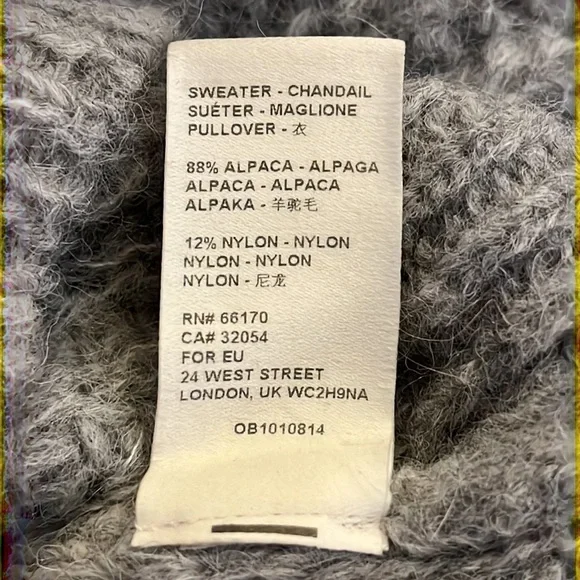 SWEATER - CHANDAIL
SUÉTER - MAGLIONE
PULLOVER - 衣
88% ALPACA - ALPAGA
ALPACA - ALPACA
ALPAKA - 羊驼毛
12% NYLON - NYLON
NYLON - NYLON
NYLON - 尼龙
RN# 66170
CA# 32054
FOR EU
24 WEST STREET
LONDON, UK WC2H9NA
OB1010814